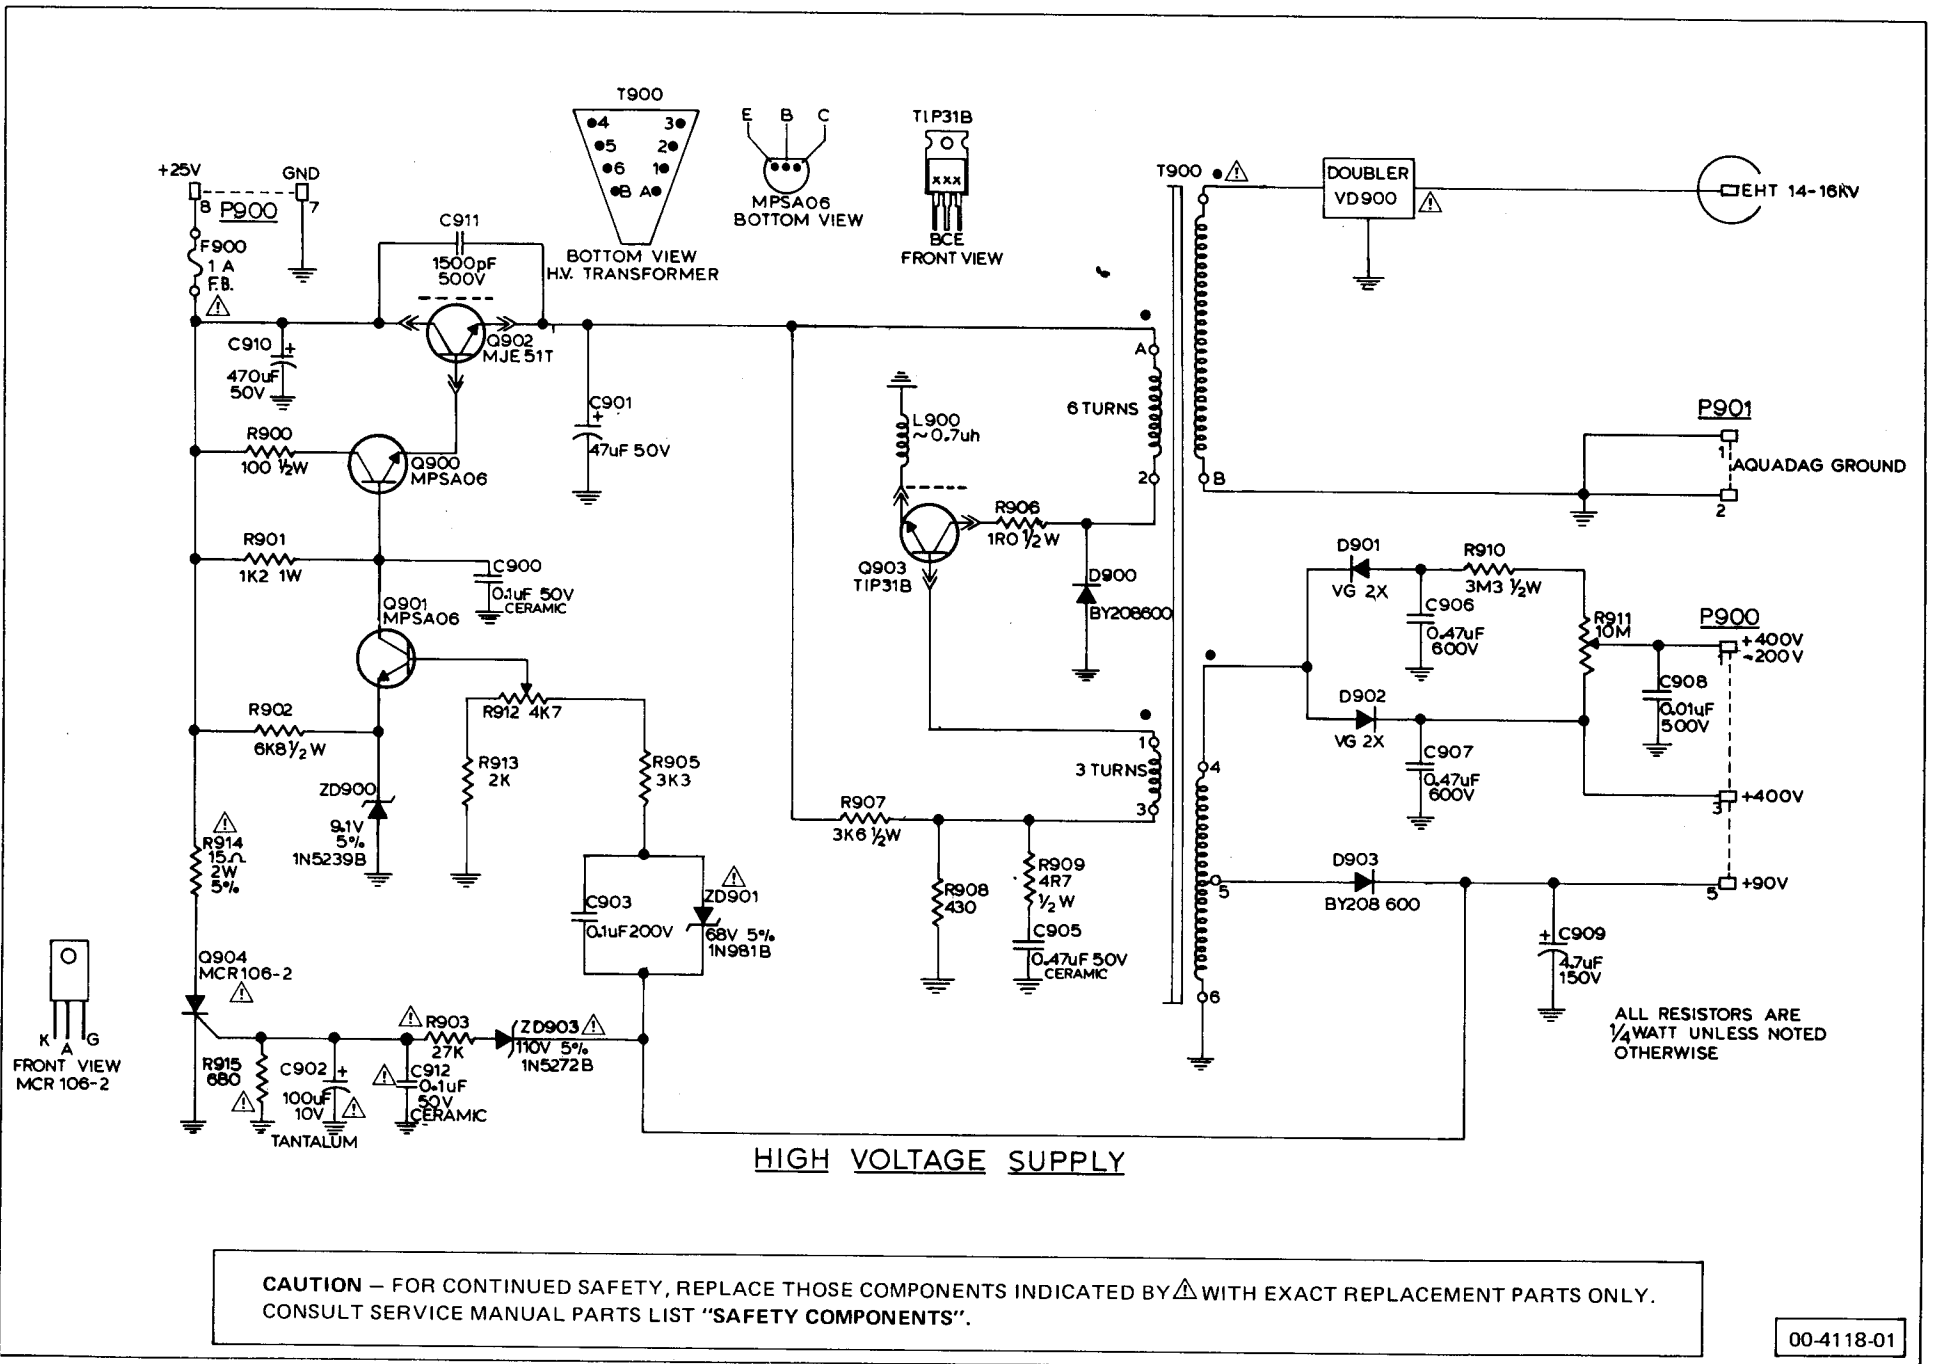 T900
4 3
5 2
6 1
B A
BOTTOM VIEW
H.V. TRANSFORMER
E B C
MPSA06
BOTTOM VIEW
TIP31B
XXX
BCE
FRONT VIEW
+25V
GND
8
P900
7
F900
1 A
F.B.
C911
1500pF
500V
Q902
MJE51T
C910
+
470uF
50V
R900
100 ½W
Q900
MPSA06
C901
+
47uF 50V
R901
1K2 1W
C900
0.1uF 50V
CERAMIC
Q901
MPSA06
R902
6K8 ½W
R912 4K7
R913
2K
R905
3K3
ZD900
9.1V
5%
1N5239B
R914
15Ω
2W
5%
C903
0.1uF 200V
ZD901
68V 5%
1N981B
Q904
MCR106-2
K A G
FRONT VIEW
MCR 106-2
R903
27K
ZD903
110V 5%
1N5272B
R915
680
C902
+
100uF
10V
TANTALUM
C912
0.1uF
50V
CERAMIC
L900
~0.7uh
Q903
TIP31B
R906
1R0 ½W
D900
BY208600
A
6 TURNS
2
1
3 TURNS
3
R907
3K6 ½W
R908
430
R909
4R7
½W
C905
0.47uF 50V
CERAMIC
T900
DOUBLER
VD900
EHT 14-16KV
B
P901
1
AQUADAG GROUND
2
D901
VG 2X
R910
3M3 ½W
C906
0.47uF
600V
R911
10M
P900
1
+400V
-200V
D902
VG 2X
C907
0.47uF
600V
C908
0.01uF
500V
4
3
+400V
D903
BY208 600
5
5
+90V
+
C909
4.7uF
150V
6
ALL RESISTORS ARE
¼ WATT UNLESS NOTED
OTHERWISE
HIGH VOLTAGE SUPPLY
CAUTION – FOR CONTINUED SAFETY, REPLACE THOSE COMPONENTS INDICATED BY ⚠ WITH EXACT REPLACEMENT PARTS ONLY.
CONSULT SERVICE MANUAL PARTS LIST "SAFETY COMPONENTS".
00-4118-01